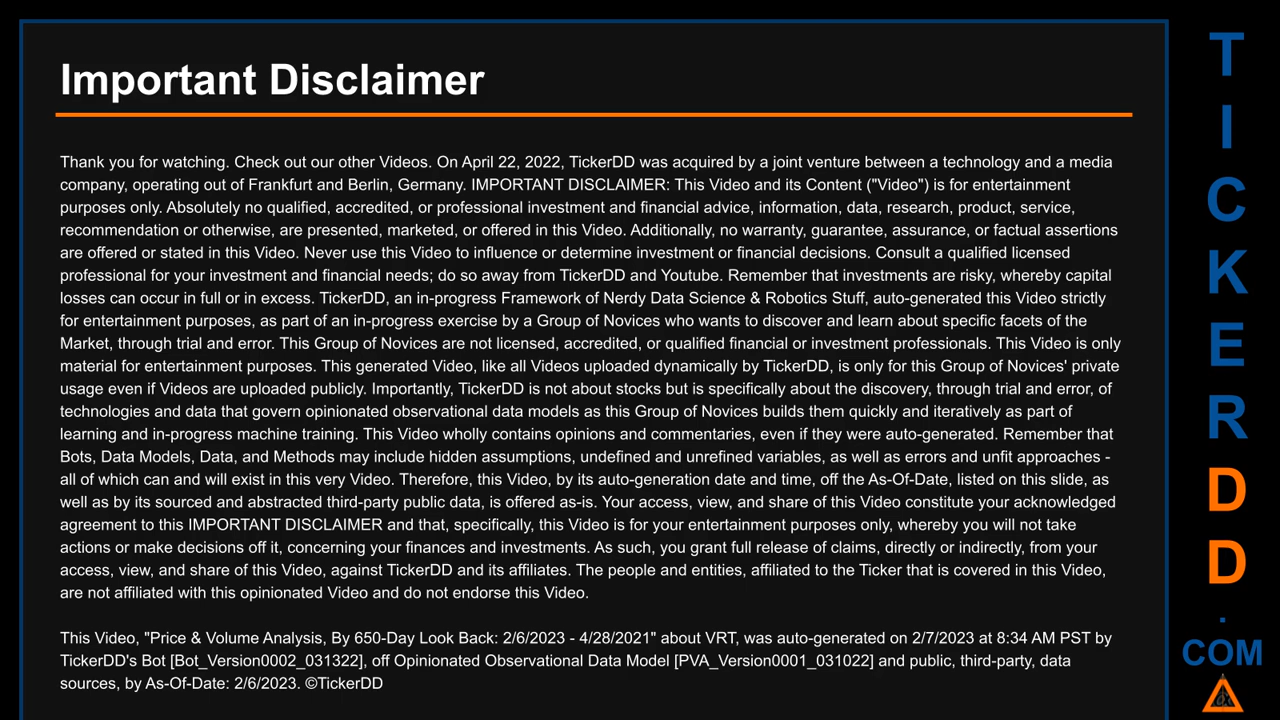 Important Disclaimer
Thank you for watching. Check out our other Videos. On April 22, 2022, TickerDD was acquired by a joint venture between a technology and a media
company, operating out of Frankfurt and Berlin, Germany. IMPORTANT DISCLAIMER: This Video and its Content ("Video") is for entertainment
purposes only. Absolutely no qualified, accredited, or professional investment and financial advice, information, data, research, product, service,
recommendation or otherwise, are presented, marketed, or offered in this Video. Additionally, no warranty, guarantee, assurance, or factual assertions
are offered or stated in this Video. Never use this Video to influence or determine investment or financial decisions. Consult a qualified licensed
professional for your investment and financial needs; do so away from TickerDD and Youtube. Remember that investments are risky, whereby capital
losses can occur in full or in excess. TickerDD, an in-progress Framework of Nerdy Data Science & Robotics Stuff, auto-generated this Video strictly
for entertainment purposes, as part of an in-progress exercise by a Group of Novices who wants to discover and learn about specific facets of the
Market, through trial and error. This Group of Novices are not licensed, accredited, or qualified financial or investment professionals. This Video is only
material for entertainment purposes. This generated Video, like all Videos uploaded dynamically by TickerDD, is only for this Group of Novices' private
usage even if Videos are uploaded publicly. Importantly, TickerDD is not about stocks but is specifically about the discovery, through trial and error, of
technologies and data that govern opinionated observational data models as this Group of Novices builds them quickly and iteratively as part of
learning and in-progress machine training. This Video wholly contains opinions and commentaries, even if they were auto-generated. Remember that
Bots, Data Models, Data, and Methods may include hidden assumptions, undefined and unrefined variables, as well as errors and unfit approaches -
all of which can and will exist in this very Video. Therefore, this Video, by its auto-generation date and time, off the As-Of-Date, listed on this slide, as
well as by its sourced and abstracted third-party public data, is offered as-is. Your access, view, and share of this Video constitute your acknowledged
agreement to this IMPORTANT DISCLAIMER and that, specifically, this Video is for your entertainment purposes only, whereby you will not take
actions or make decisions off it, concerning your finances and investments. As such, you grant full release of claims, directly or indirectly, from your
access, view, and share of this Video, against TickerDD and its affiliates. The people and entities, affiliated to the Ticker that is covered in this Video,
are not affiliated with this opinionated Video and do not endorse this Video.
This Video, "Price & Volume Analysis, By 650-Day Look Back: 2/6/2023 - 4/28/2021" about VRT, was auto-generated on 2/7/2023 at 8:34 AM PST by
TickerDD's Bot [Bot_Version0002_031322], off Opinionated Observational Data Model [PVA_Version0001_031022] and public, third-party, data
sources, by As-Of-Date: 2/6/2023. ©TickerDD
T
I
C
K
E
R
D
D
.
COM